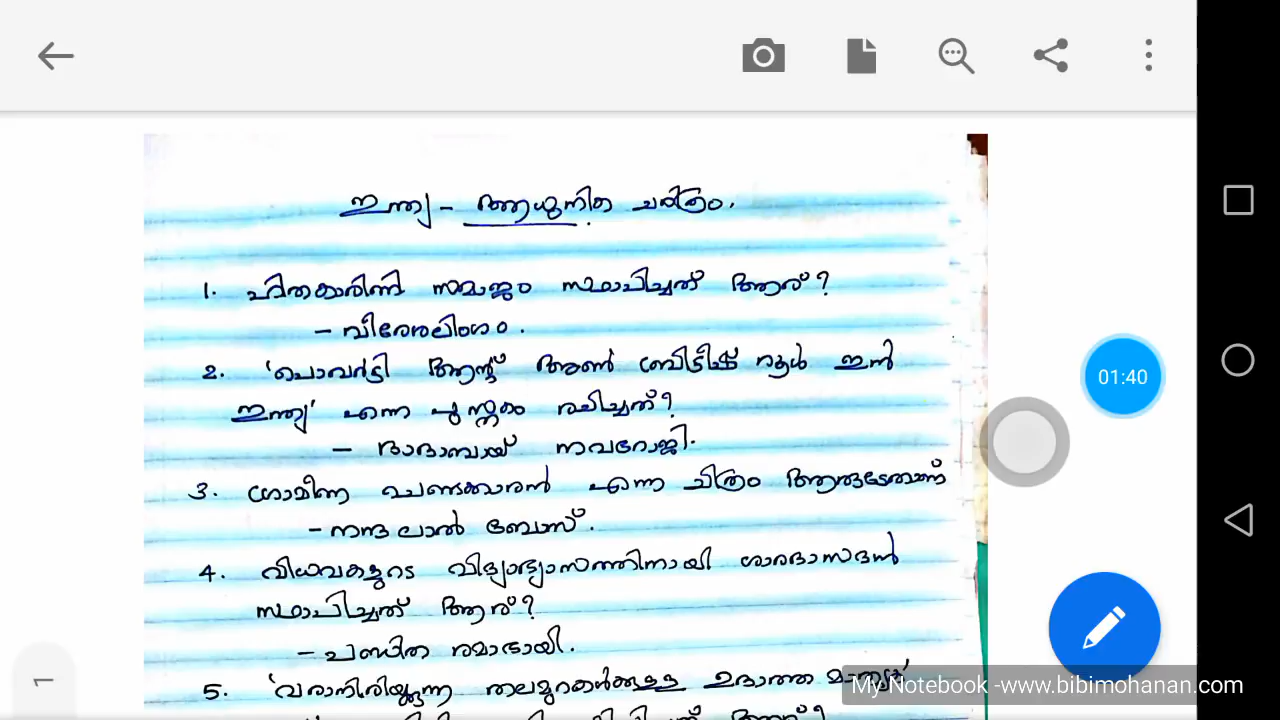 ഇന്ത്യ - ആധുനിക ചരിത്രം.
1. ഹിതകാരിണി സമാജം സ്ഥാപിച്ചത് ആര്?
- വീരേശലിംഗം.
2. 'പൊവർട്ടി ആന്റ് അൺ ബ്രിട്ടീഷ് റൂൾ ഇൻ
ഇന്ത്യ' എന്ന പുസ്തകം രചിച്ചത്?
- ദാദാബായ് നവറോജി.
3. ഗ്രാമീണ ചെണ്ടക്കാരൻ എന്ന ചിത്രം ആരുടേതാണ്
- നന്ദലാൽ ബോസ്.
4. വിധവകളുടെ വിദ്യാഭ്യാസത്തിനായി ശാരദാസദൻ
സ്ഥാപിച്ചത് ആര്?
- പണ്ഡിത രമാഭായി.
5. 'വരാനിരിയ്ക്കുന്ന തലമുറകൾക്കുള്ള ഉദാത്ത
ആര്?
01:40
1
My Notebook -www.bibimohanan.com